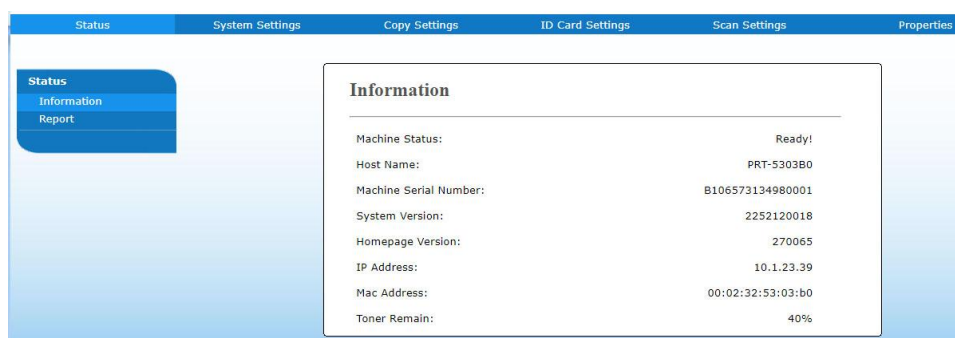 Status System Settings Copy Settings ID Card Settings Scan Settings Properties
Status
Information
Report
Information
Machine Status: Ready!
Host Name: PRT-5303B0
Machine Serial Number: B106573134980001
System Version: 2252120018
Homepage Version: 270065
IP Address: 10.1.23.39
Mac Address: 00:02:32:53:03:b0
Toner Remain: 40%